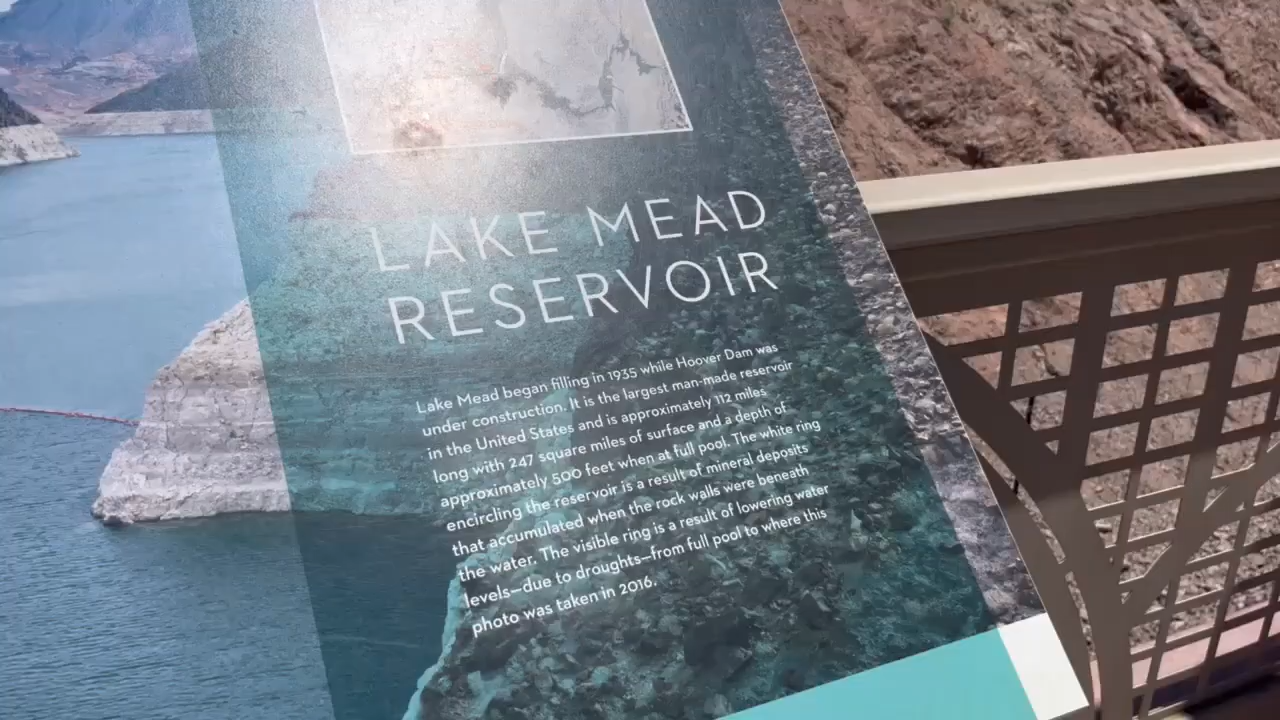 LAKE MEAD
RESERVOIR
Lake Mead began filling in 1935 while Hoover Dam was
under construction. It is the largest man-made reservoir
in the United States and is approximately 112 miles
long with 247 square miles of surface and a depth of
approximately 500 feet when at full pool. The white ring
encircling the reservoir is a result of mineral deposits
that accumulated when the rock walls were beneath
the water. The visible ring is a result of lowering water
levels—due to droughts—from full pool to where this
photo was taken in 2016.